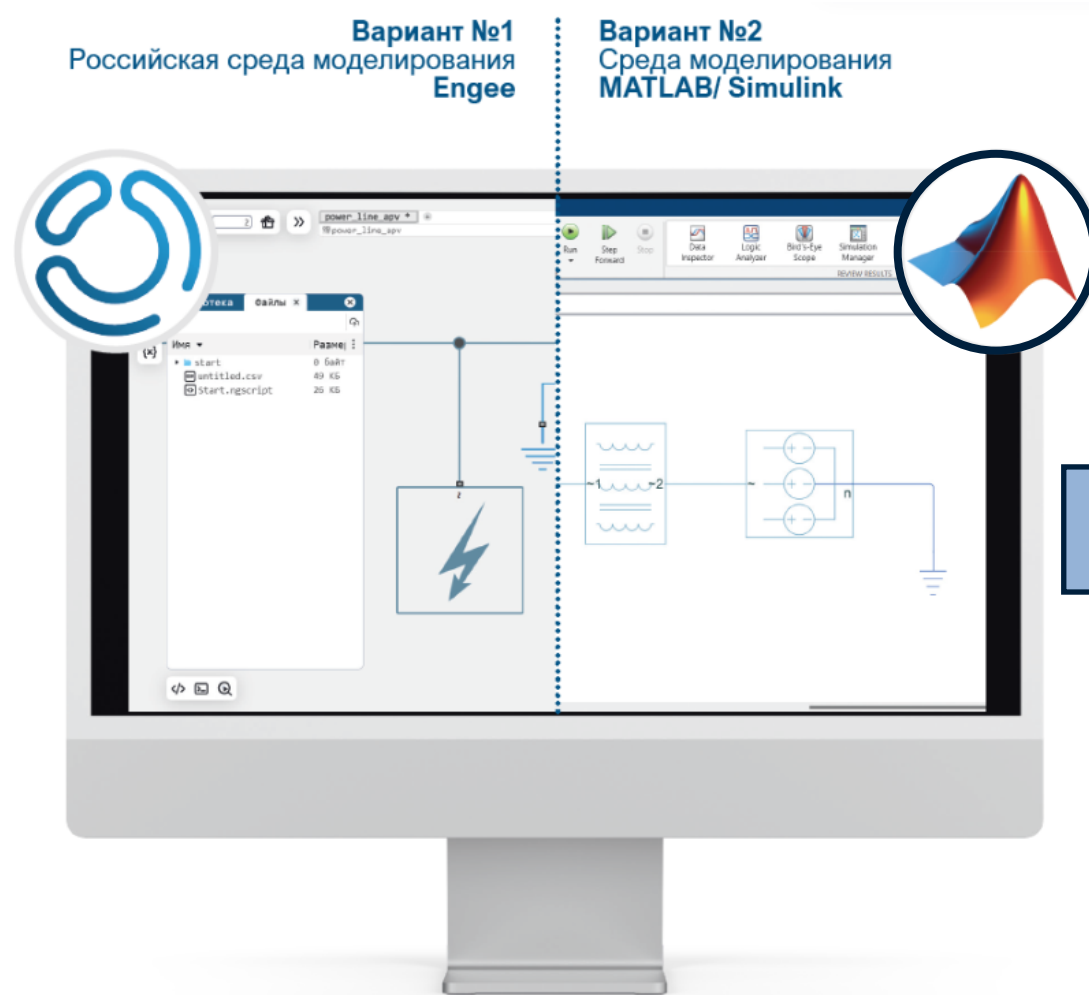 Вариант №1
Российская среда моделирования
Engee
Вариант №2
Среда моделирования
MATLAB/ Simulink
power_line_apv *
power_line_apv
Run
Step
Forward
Stop
Data
Inspector
Logic
Analyzer
Bird's-Eye
Scope
Simulation
Manager
REVIEW RESULTS
отека
Файлы ×
{x}
Имя
Размер
start
0 байт
untitled.csv
49 КБ
Start.ngscript
26 КБ
~1
~2
~
+ -
+ -
+ -
n